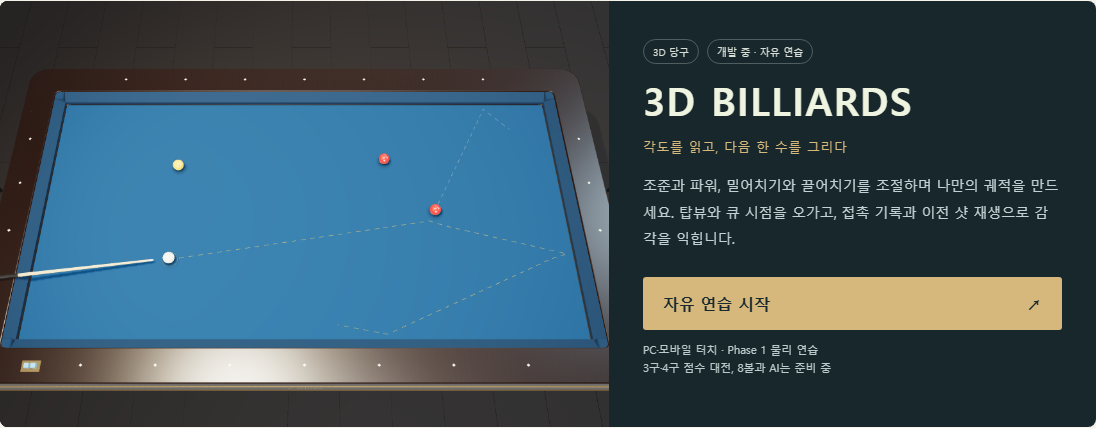 3D 당구
개발 중 · 자유 연습
3D BILLIARDS
각도를 읽고, 다음 한 수를 그리다
조준과 파워, 밀어치기와 끌어치기를 조절하며 나만의 궤적을 만드
세요. 탑뷰와 큐 시점을 오가고, 접촉 기록과 이전 샷 재생으로 감
각을 익힙니다.
자유 연습 시작 ↗
PC·모바일 터치 · Phase 1 물리 연습
3구·4구 점수 대전, 8볼과 AI는 준비 중